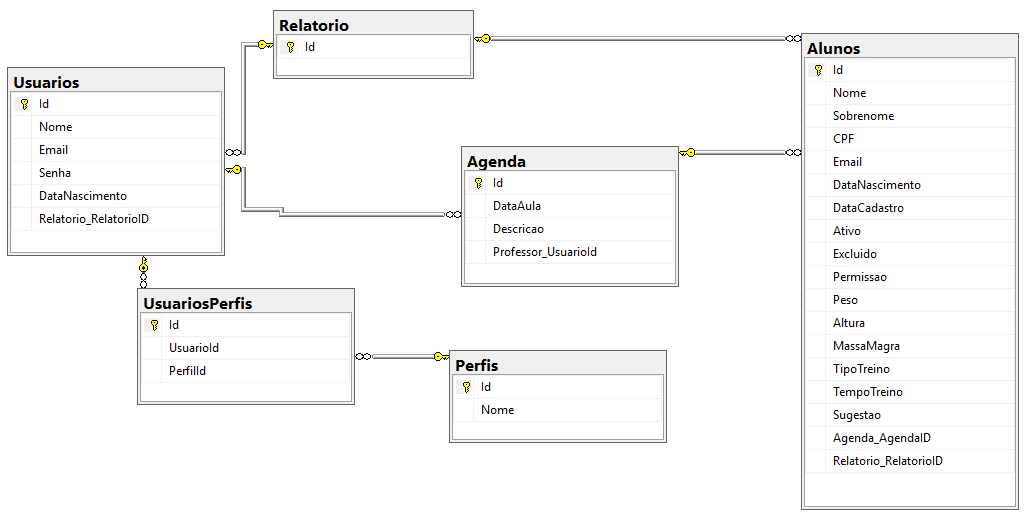 Relatorio
Id
Usuarios
Id
Nome
Email
Senha
DataNascimento
Relatorio_RelatorioID
Agenda
Id
DataAula
Descricao
Professor_UsuarioId
UsuariosPerfis
Id
UsuarioId
PerfilId
Perfis
Id
Nome
Alunos
Id
Nome
Sobrenome
CPF
Email
DataNascimento
DataCadastro
Ativo
Excluido
Permissao
Peso
Altura
MassaMagra
TipoTreino
TempoTreino
Sugestao
Agenda_AgendaID
Relatorio_RelatorioID